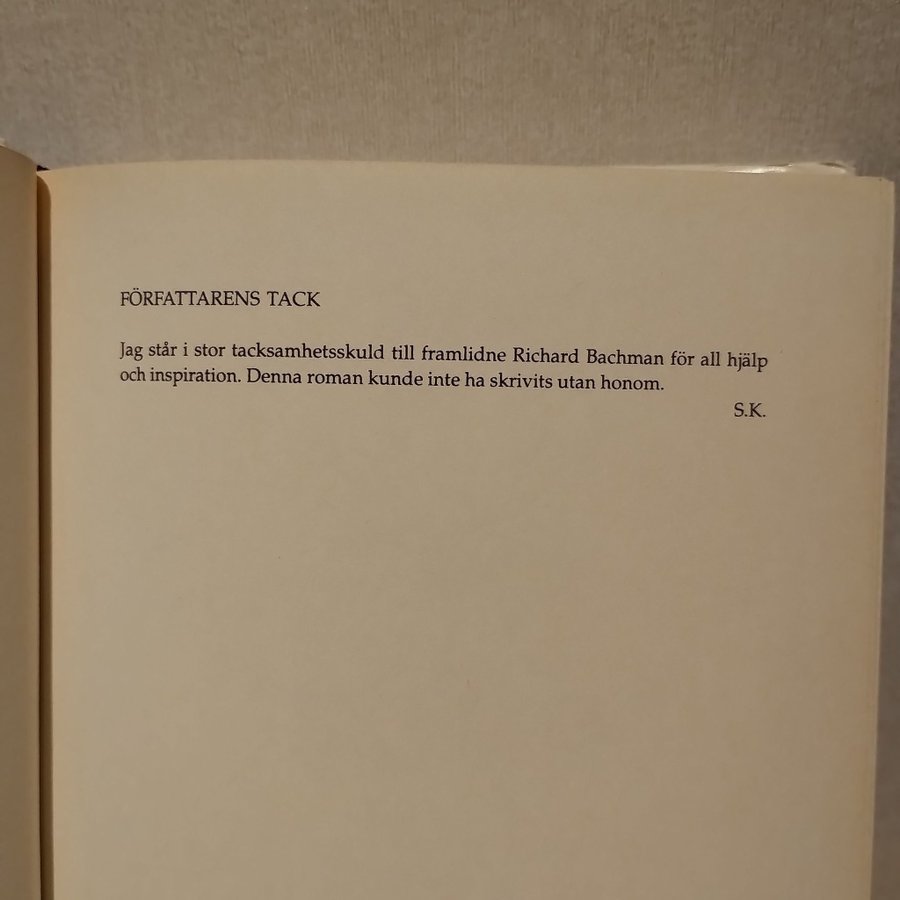 FÖRFATTARENS TACK
Jag står i stor tacksamhetsskuld till framlidne Richard Bachman för all hjälp
och inspiration. Denna roman kunde inte ha skrivits utan honom.
S.K.